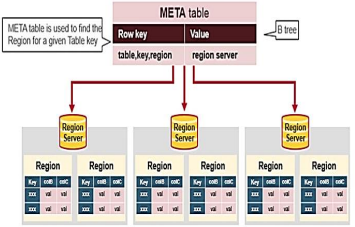 META table
META table is used to find the
Region for a given Table key
Row key Value
B tree
table,key,region region server
Region
Server
Region
Server
Region
Server
Region Region Region Region Region Region
Key colB colC Key colB colC Key colB colC Key colB colC Key colB colC Key colB colC
xxx val val xxx val val xxx val val xxx val val xxx val val xxx val val
xxx val val xxx val val xxx val val xxx val val xxx val val xxx val val